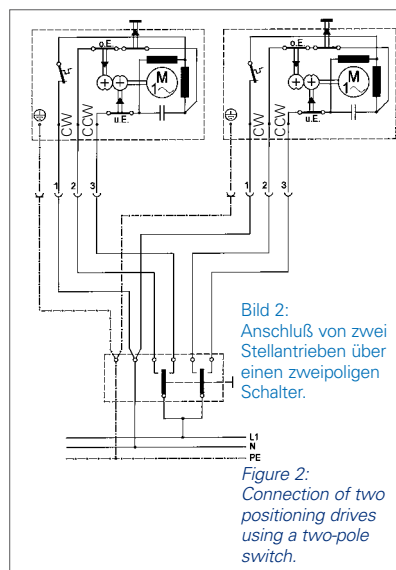 o.E.
M
1
CW
CCW
u.E.
1
2
3
o.E.
M
1
CW
CCW
u.E.
1
2
3
Bild 2:
Anschluß von zwei
Stellantrieben über
einen zweipoligen
Schalter.
L1
N
PE
Figure 2:
Connection of two
positioning drives
using a two-pole
switch.